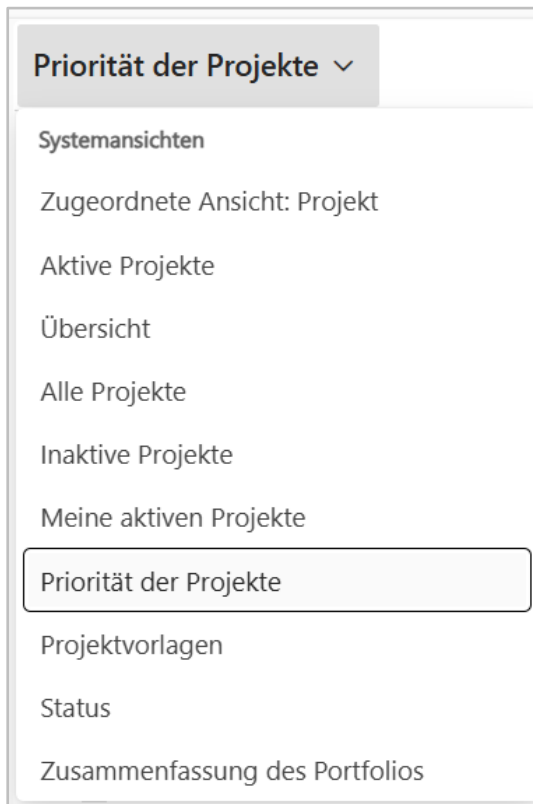 Priorität der Projekte
Systemansichten
Zugeordnete Ansicht: Projekt
Aktive Projekte
Übersicht
Alle Projekte
Inaktive Projekte
Meine aktiven Projekte
Priorität der Projekte
Projektvorlagen
Status
Zusammenfassung des Portfolios